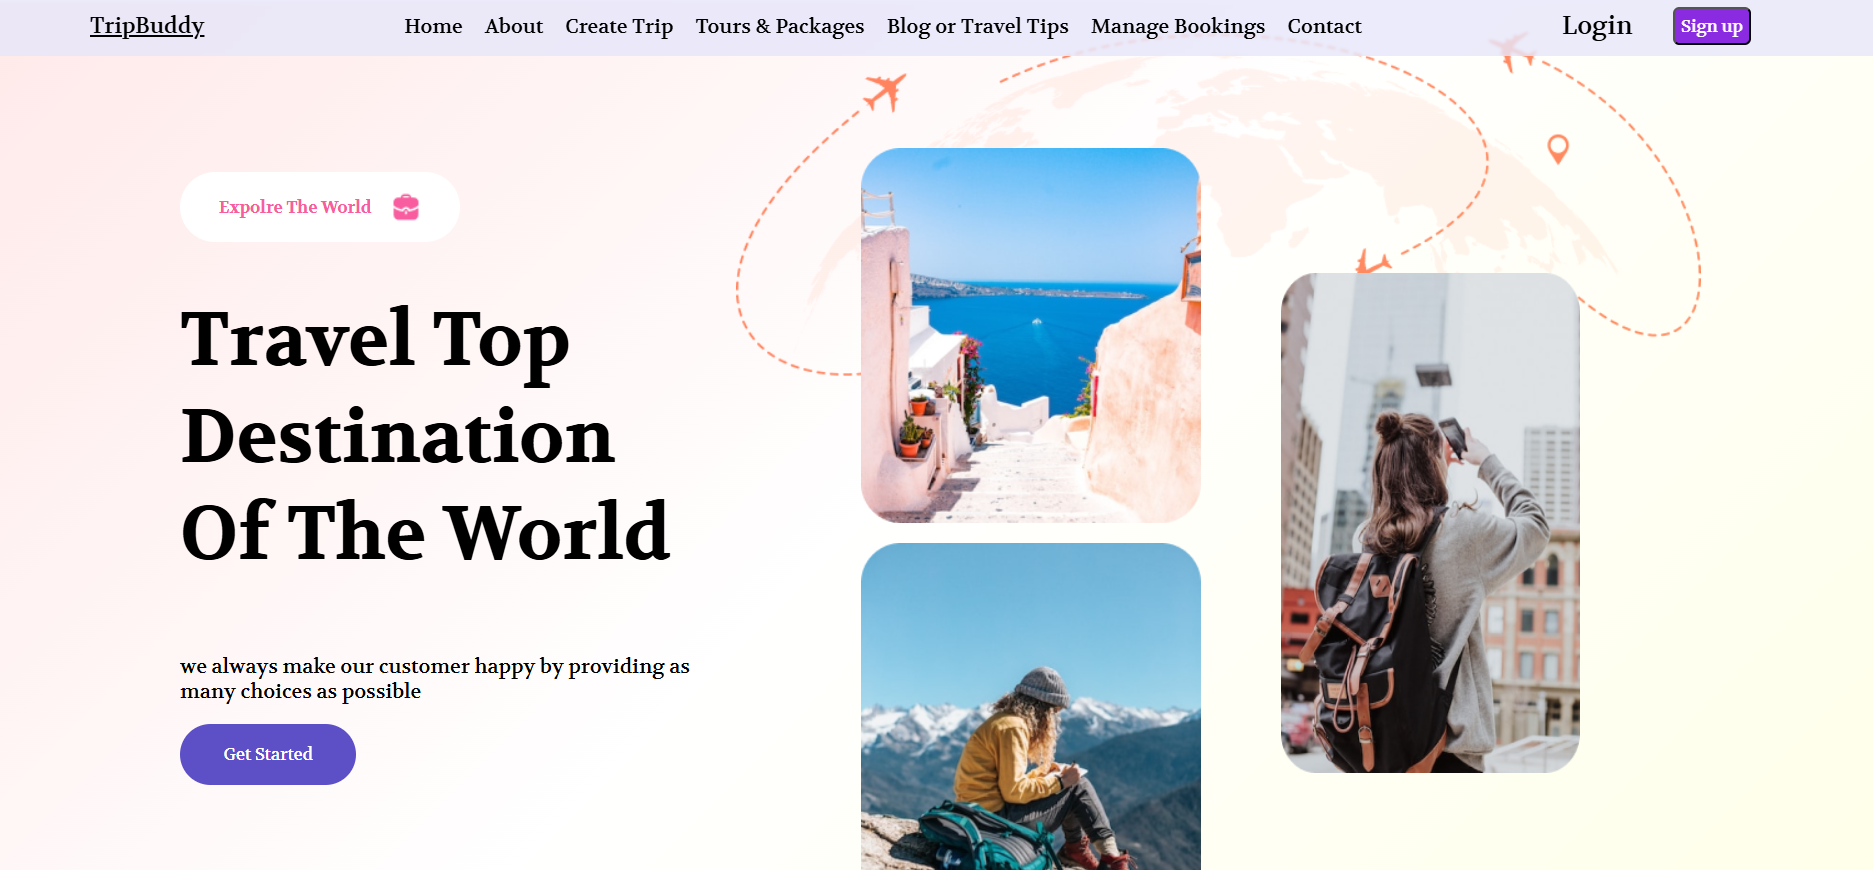 TripBuddy
Home About Create Trip Tours & Packages Blog or Travel Tips Manage Bookings Contact
Login
Sign up
Expolre The World
Travel Top
Destination
Of The World
we always make our customer happy by providing as
many choices as possible
Get Started